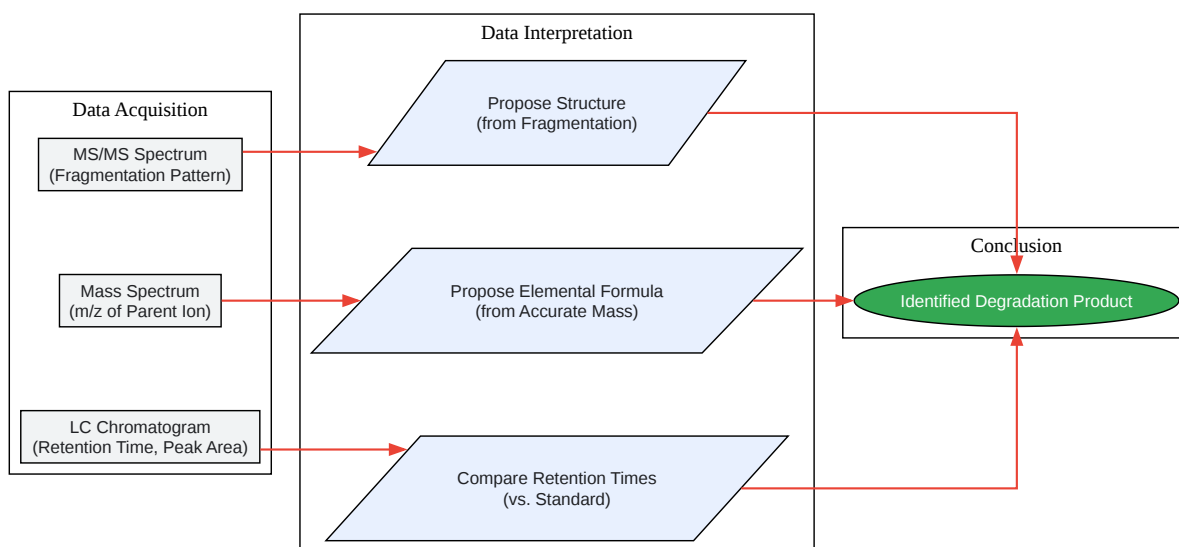 Data Acquisition
MS/MS Spectrum
(Fragmentation Pattern)
Mass Spectrum
(m/z of Parent Ion)
LC Chromatogram
(Retention Time, Peak Area)
Data Interpretation
Propose Structure
(from Fragmentation)
Propose Elemental Formula
(from Accurate Mass)
Compare Retention Times
(vs. Standard)
Conclusion
Identified Degradation Product